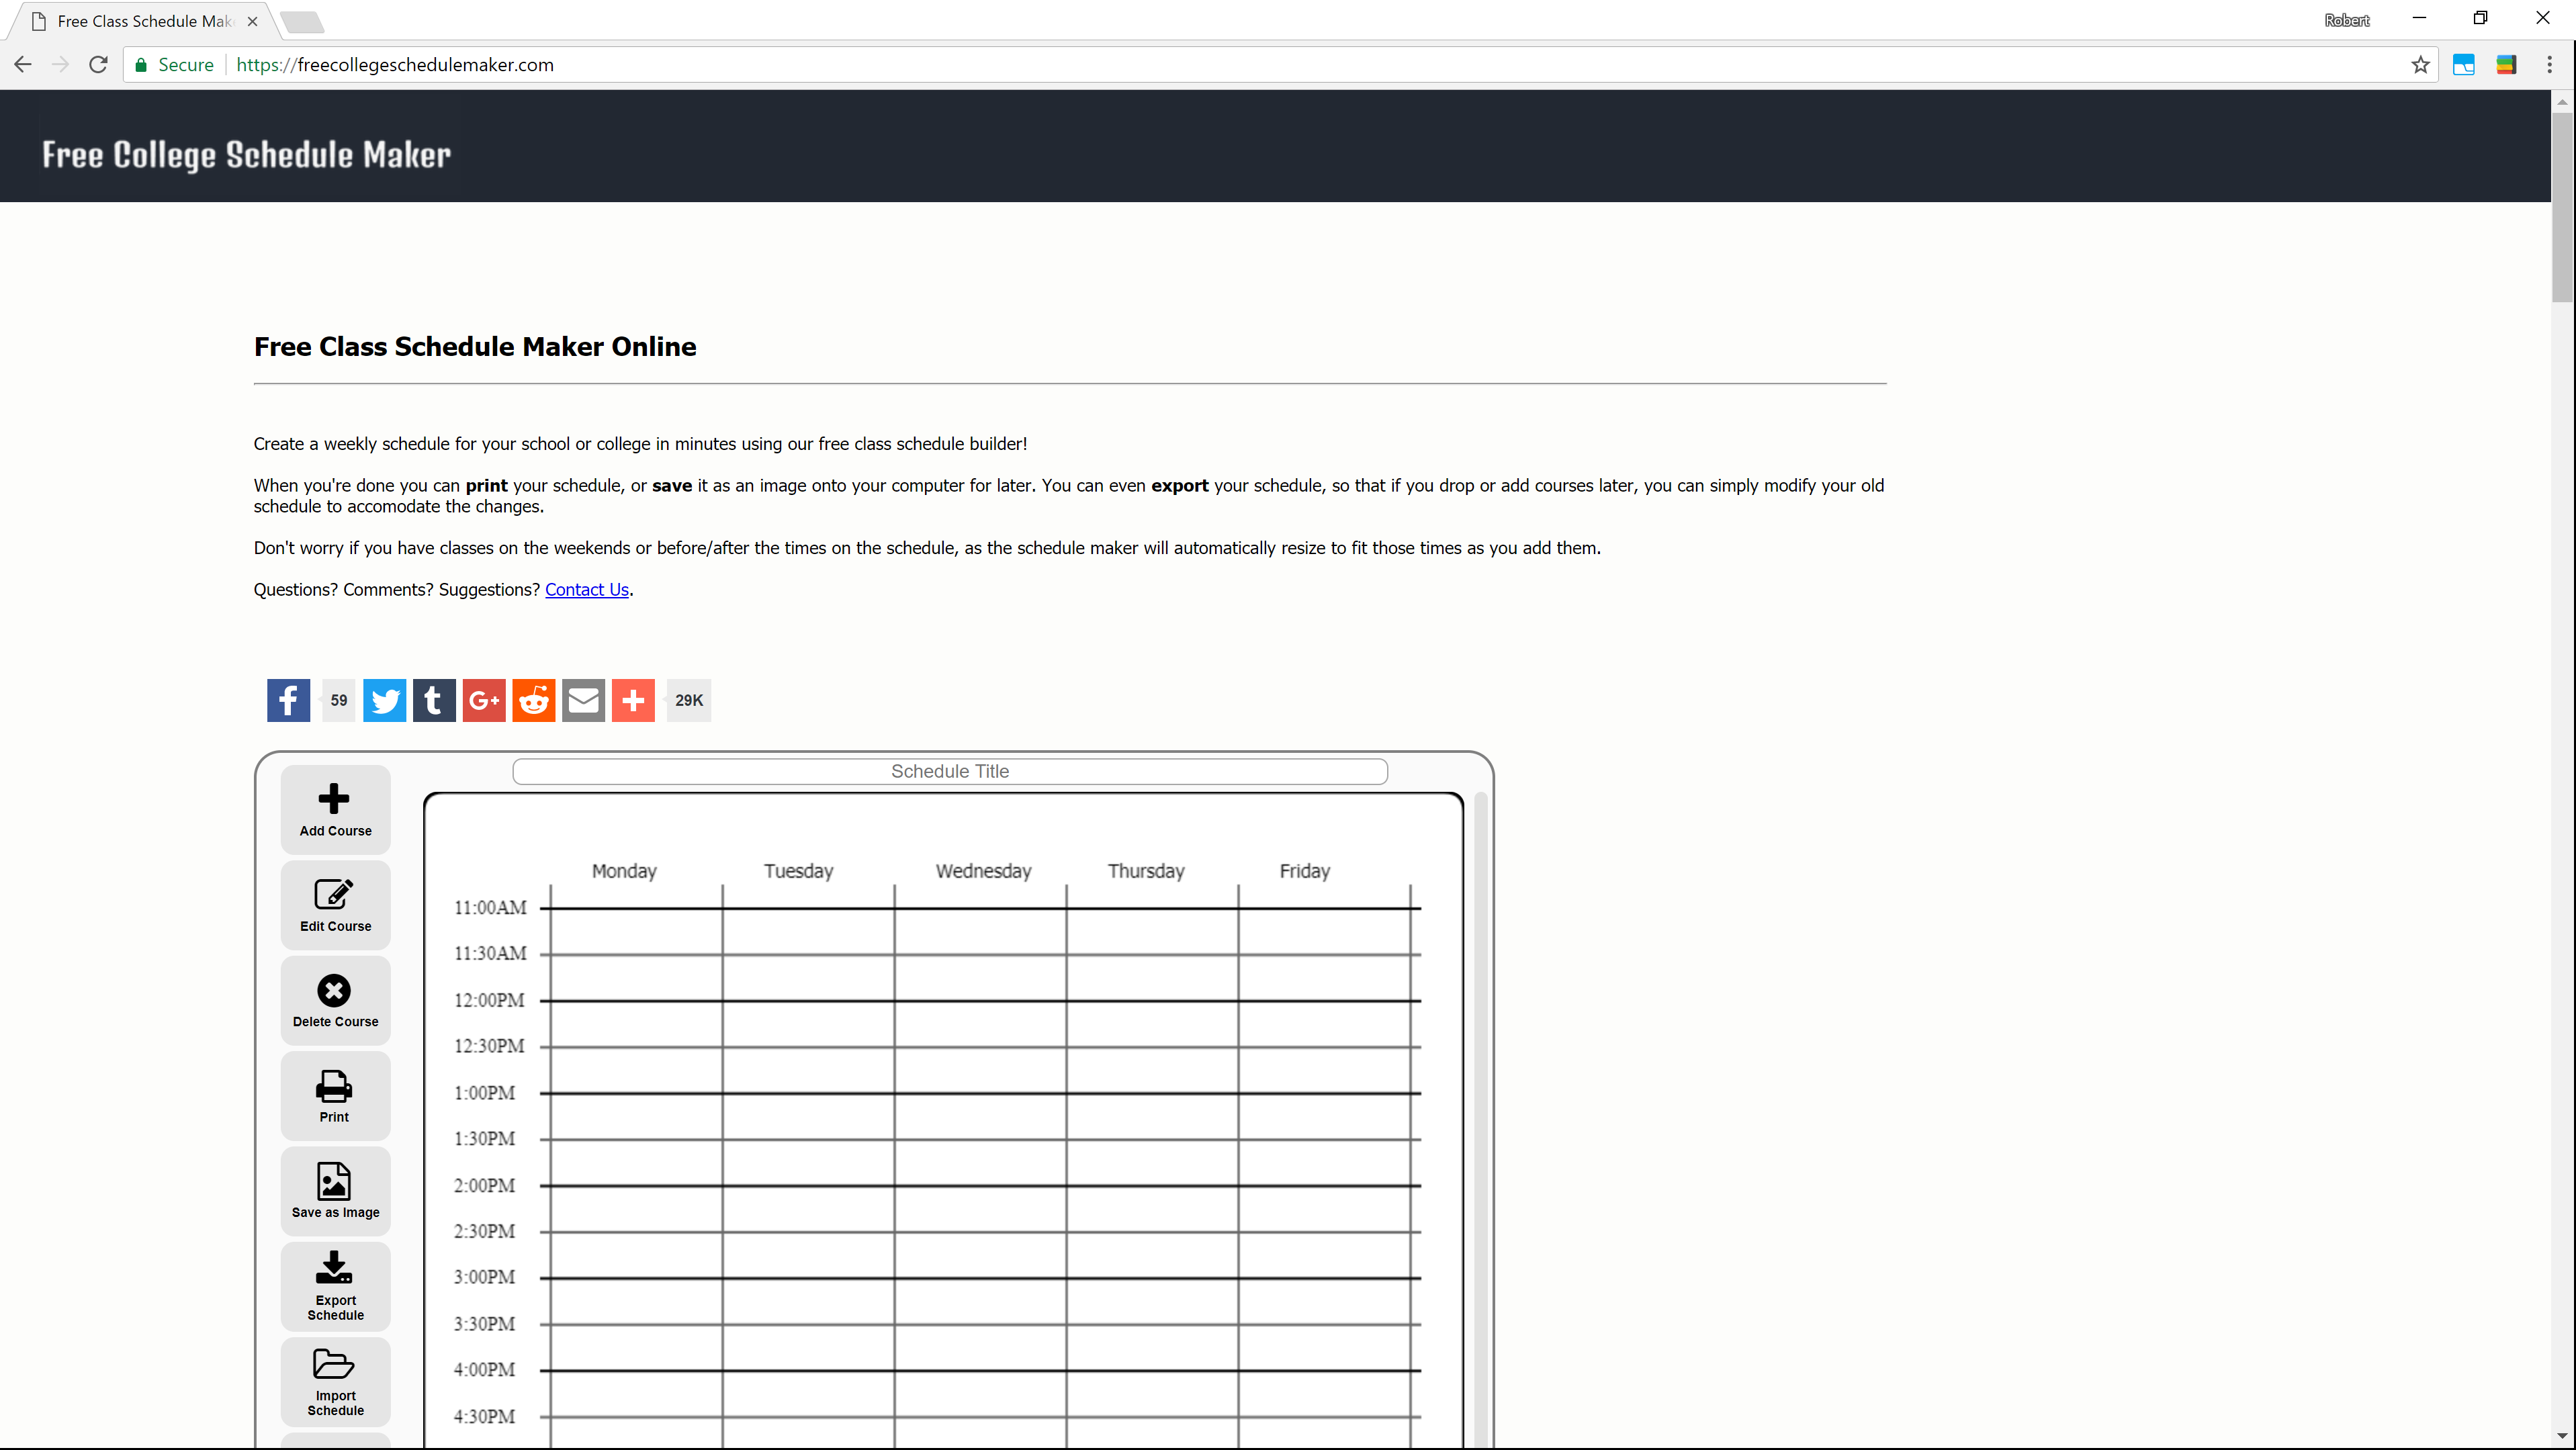 Free Class Schedule Mak
Robert
Secure
https://freecollegeschedulemaker.com
Free College Schedule Maker
Free Class Schedule Maker Online
Create a weekly schedule for your school or college in minutes using our free class schedule builder!
When you're done you can print your schedule, or save it as an image onto your computer for later. You can even export your schedule, so that if you drop or add courses later, you can simply modify your old
schedule to accomodate the changes.
Don't worry if you have classes on the weekends or before/after the times on the schedule, as the schedule maker will automatically resize to fit those times as you add them.
Questions? Comments? Suggestions? Contact Us.
59
G+
29K
Schedule Title
Add Course
Edit Course
Delete Course
Print
Save as Image
Export
Schedule
Import
Schedule
Monday Tuesday Wednesday Thursday Friday
11:00AM
11:30AM
12:00PM
12:30PM
1:00PM
1:30PM
2:00PM
2:30PM
3:00PM
3:30PM
4:00PM
4:30PM